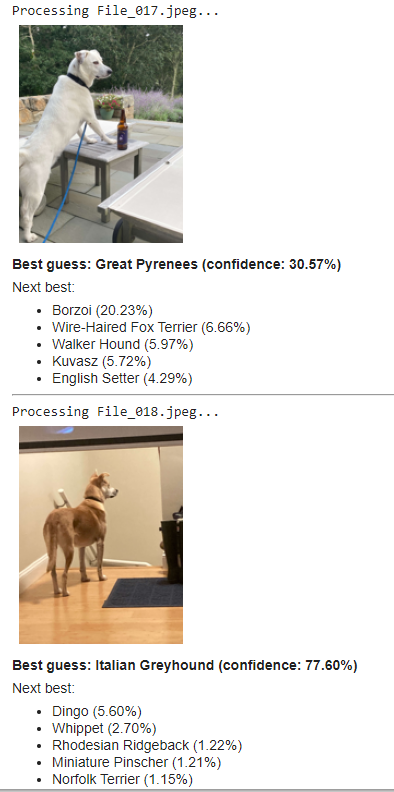 Processing File_017.jpeg...
Best guess: Great Pyrenees (confidence: 30.57%)
Next best:
Borzoi (20.23%)
Wire-Haired Fox Terrier (6.66%)
Walker Hound (5.97%)
Kuvasz (5.72%)
English Setter (4.29%)
Processing File_018.jpeg...
Best guess: Italian Greyhound (confidence: 77.60%)
Next best:
Dingo (5.60%)
Whippet (2.70%)
Rhodesian Ridgeback (1.22%)
Miniature Pinscher (1.21%)
Norfolk Terrier (1.15%)